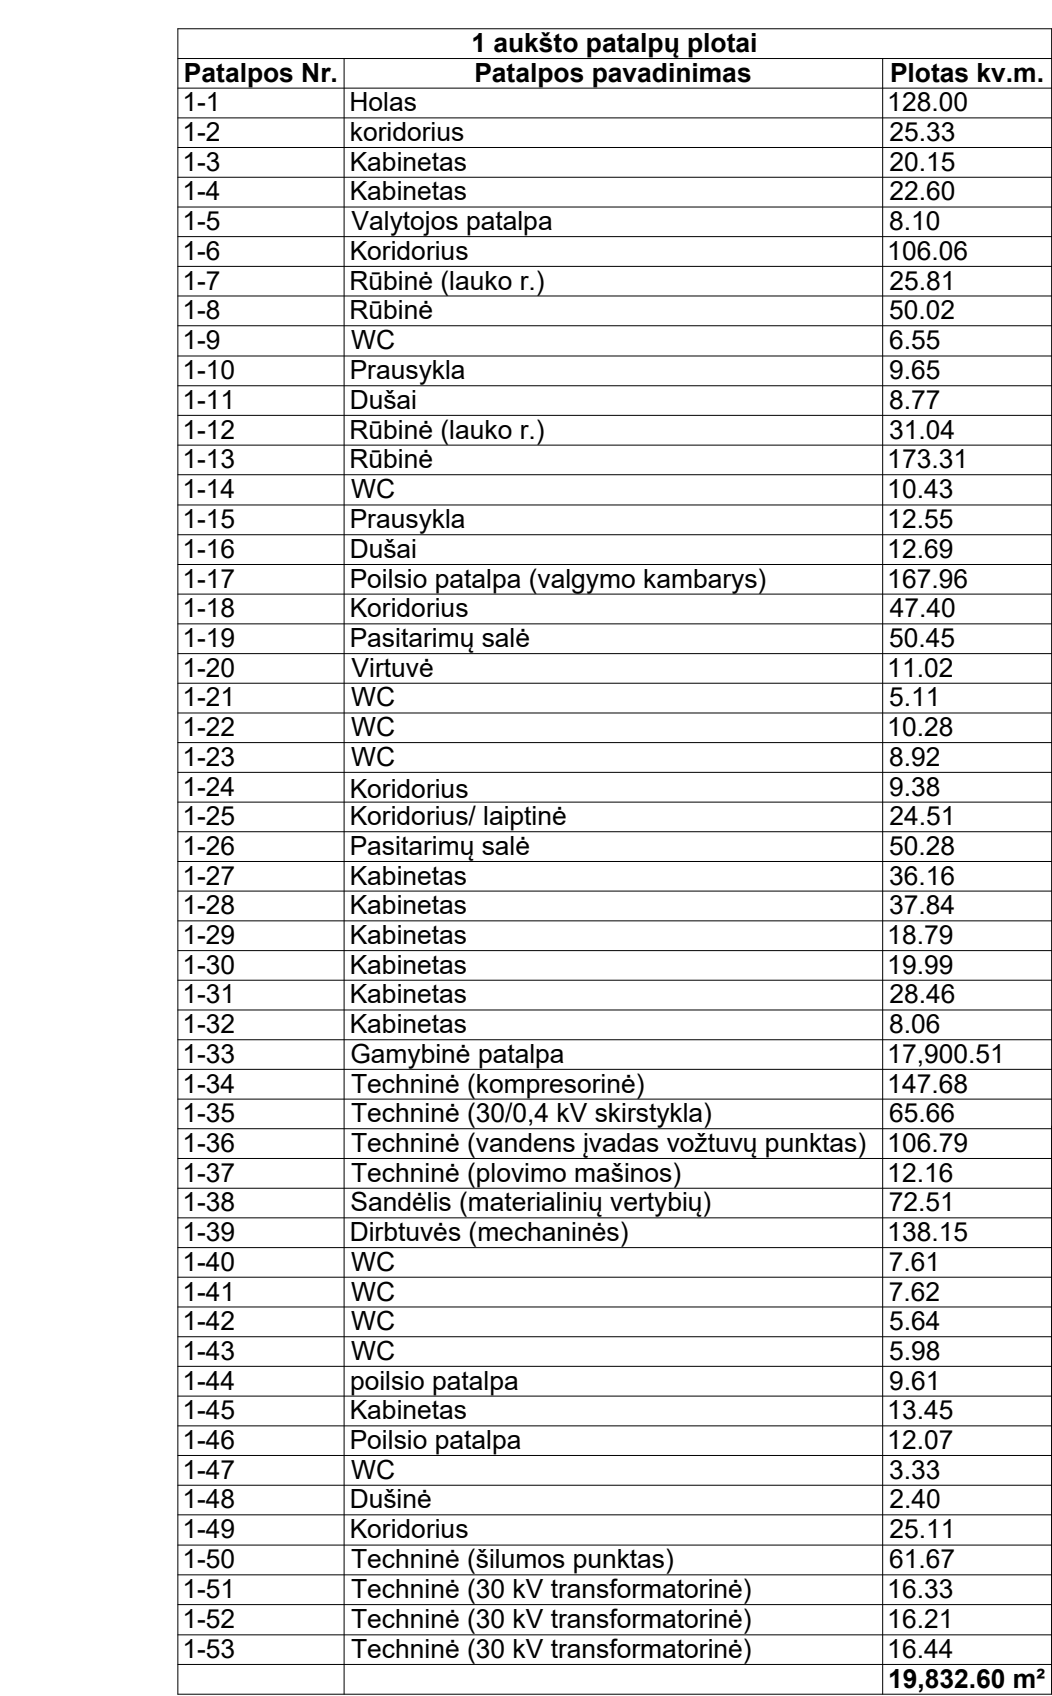 1 aukšto patalpų plotai
Patalpos Nr. Patalpos pavadinimas Plotas kv.m.
1-1 Holas 128.00
1-2 koridorius 25.33
1-3 Kabinetas 20.15
1-4 Kabinetas 22.60
1-5 Valytojos patalpa 8.10
1-6 Koridorius 106.06
1-7 Rūbinė (lauko r.) 25.81
1-8 Rūbinė 50.02
1-9 WC 6.55
1-10 Prausykla 9.65
1-11 Dušai 8.77
1-12 Rūbinė (lauko r.) 31.04
1-13 Rūbinė 173.31
1-14 WC 10.43
1-15 Prausykla 12.55
1-16 Dušai 12.69
1-17 Poilsio patalpa (valgymo kambarys) 167.96
1-18 Koridorius 47.40
1-19 Pasitarimų salė 50.45
1-20 Virtuvė 11.02
1-21 WC 5.11
1-22 WC 10.28
1-23 WC 8.92
1-24 Koridorius 9.38
1-25 Koridorius/ laiptinė 24.51
1-26 Pasitarimų salė 50.28
1-27 Kabinetas 36.16
1-28 Kabinetas 37.84
1-29 Kabinetas 18.79
1-30 Kabinetas 19.99
1-31 Kabinetas 28.46
1-32 Kabinetas 8.06
1-33 Gamybinė patalpa 17,900.51
1-34 Techninė (kompresorinė) 147.68
1-35 Techninė (30/0,4 kV skirstykla) 65.66
1-36 Techninė (vandens įvadas vožtuvų punktas) 106.79
1-37 Techninė (plovimo mašinos) 12.16
1-38 Sandėlis (materialinių vertybių) 72.51
1-39 Dirbtuvės (mechaninės) 138.15
1-40 WC 7.61
1-41 WC 7.62
1-42 WC 5.64
1-43 WC 5.98
1-44 poilsio patalpa 9.61
1-45 Kabinetas 13.45
1-46 Poilsio patalpa 12.07
1-47 WC 3.33
1-48 Dušinė 2.40
1-49 Koridorius 25.11
1-50 Techninė (šilumos punktas) 61.67
1-51 Techninė (30 kV transformatorinė) 16.33
1-52 Techninė (30 kV transformatorinė) 16.21
1-53 Techninė (30 kV transformatorinė) 16.44
19,832.60 m²